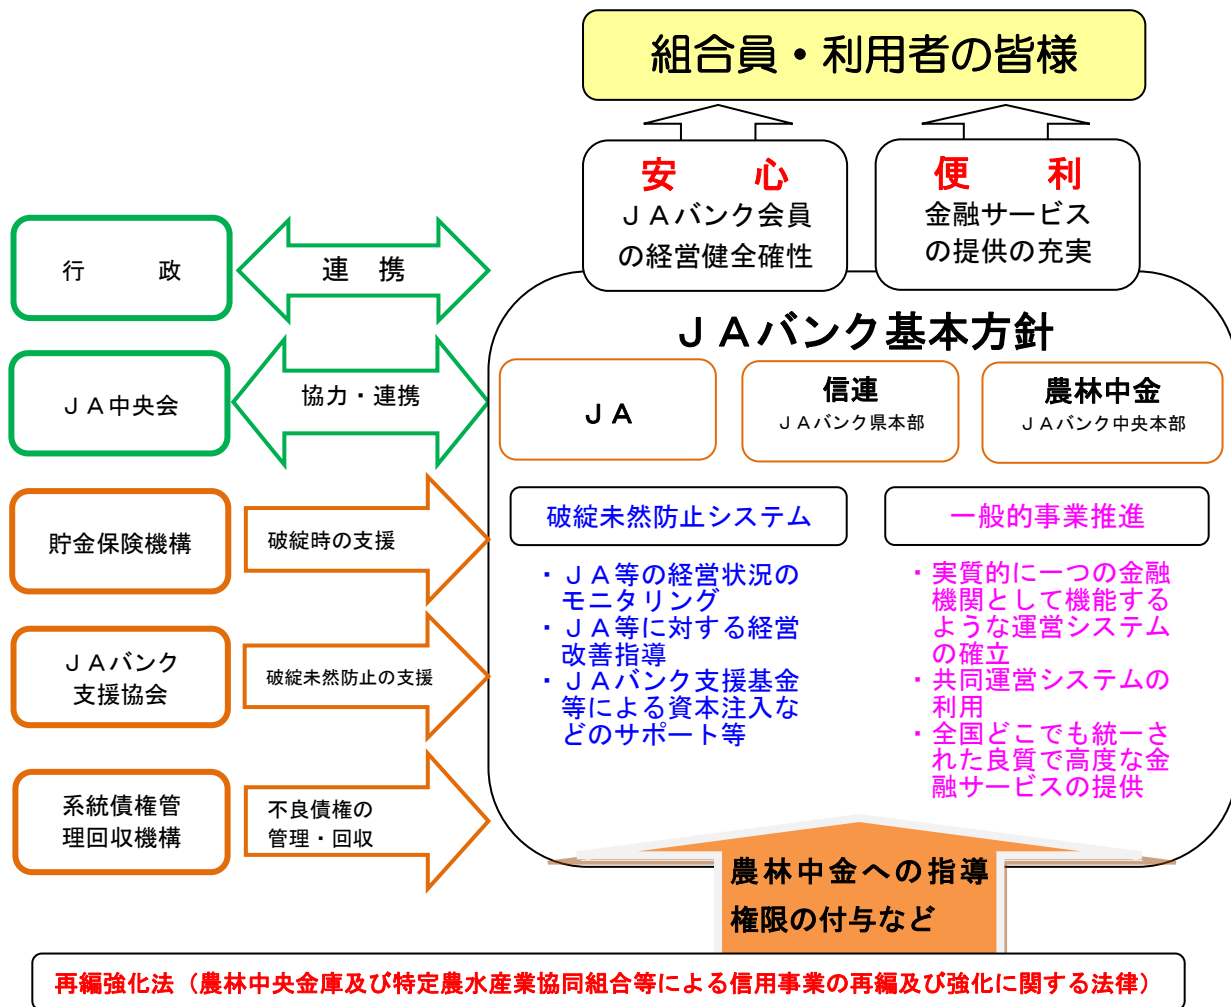 組合員・利用者の皆様
安　　心
ＪＡバンク会員
の経営健全確性
便　　利
金融サービス
の提供の充実
行　　　政
連　携
ＪＡ中央会
協力・連携
貯金保険機構
破綻時の支援
ＪＡバンク
支援協会
破綻未然防止の支援
系統債権管
理回収機構
不良債権の
管理・回収
ＪＡバンク基本方針
ＪＡ
信連
ＪＡバンク県本部
農林中金
ＪＡバンク中央本部
破綻未然防止システム
・ＪＡ等の経営状況の
モニタリング
・ＪＡ等に対する経営
改善指導
・ＪＡバンク支援基金
等による資本注入な
どのサポート等
一般的事業推進
・実質的に一つの金融
機関として機能する
ような運営システム
の確立
・共同運営システムの
利用
・全国どこでも統一さ
れた良質で高度な金
融サービスの提供
農林中金への指導
権限の付与など
再編強化法（農林中央金庫及び特定農水産業協同組合等による信用事業の再編及び強化に関する法律）